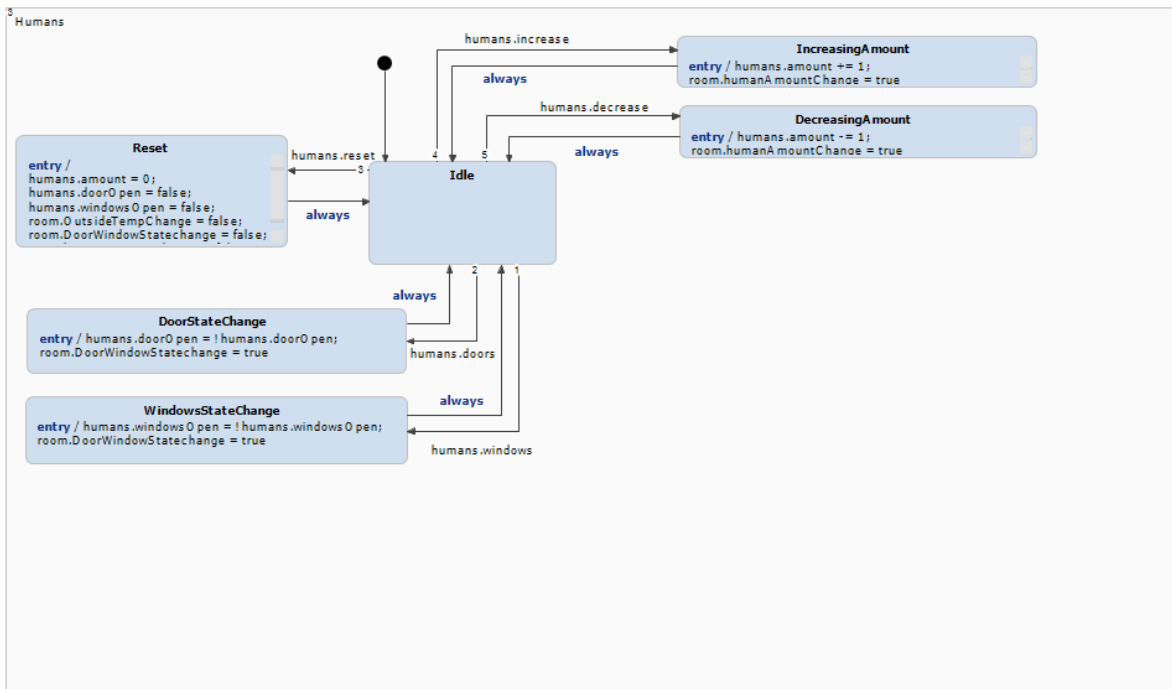 3
Humans
humans.increase
IncreasingAmount
entry / humans.amount += 1;
room.humanAmountChange = true
always
humans.decrease
DecreasingAmount
entry / humans.amount -= 1;
room.humanAmountChange = true
always
Reset
entry /
humans.amount = 0;
humans.doorOpen = false;
humans.windowsOpen = false;
room.OutsideTempChange = false;
room.DoorWindowStatechange = false;
humans.reset
3
4
5
Idle
always
2
1
always
DoorStateChange
entry / humans.doorOpen = !humans.doorOpen;
room.DoorWindowStatechange = true
humans.doors
WindowsStateChange
entry / humans.windowsOpen = !humans.windowsOpen;
room.DoorWindowStatechange = true
always
humans.windows